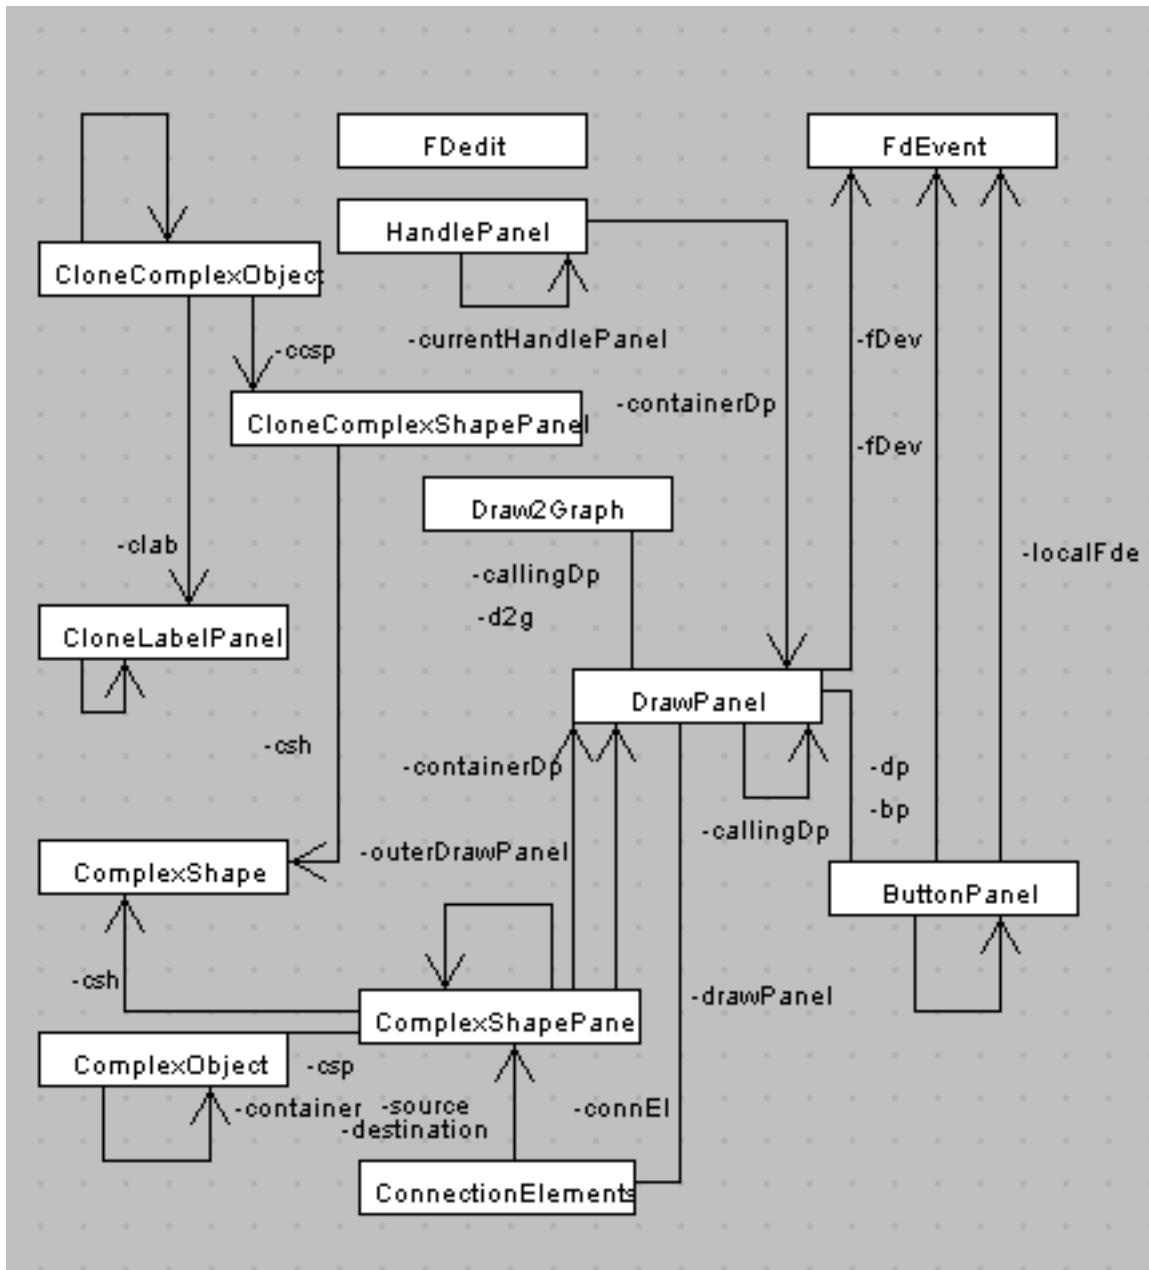 FDedit
FdEvent
HandlePanel
CloneComplexObject
-currentHandlePanel
-fDev
-ccsp
-containerDp
CloneComplexShapePanel
-fDev
Draw2Graph
-clab
-localFde
-callingDp
-d2g
CloneLabelPanel
DrawPanel
-csh
-containerDp
-dp
-bp
-callingDp
-outerDrawPanel
ComplexShape
ButtonPanel
-csh
-drawPanel
ComplexShapePane
ComplexObject
-csp
-container
-source
-connEl
-destination
ConnectionElements